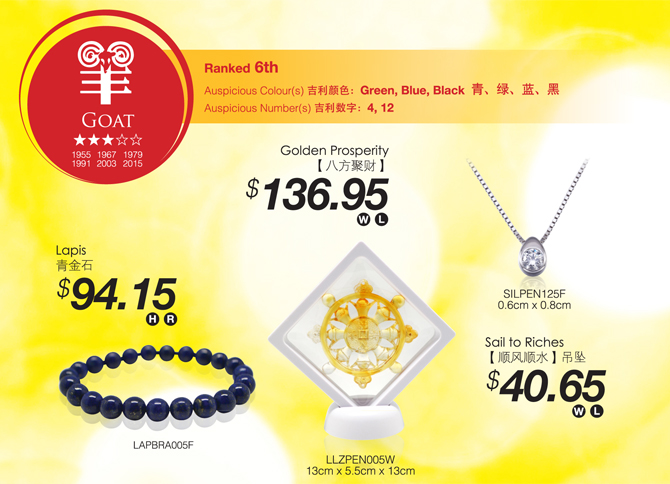 羊
GOAT
★★★☆☆
1955 1967 1979
1991 2003 2015
Ranked 6th
Auspicious Colour(s) 吉利颜色：Green, Blue, Black 青、绿、蓝、黑
Auspicious Number(s) 吉利数字：4, 12
Golden Prosperity
【八方聚财】
$136.95
W L
Lapis
青金石
$94.15
H R
LAPBRA005F
LLZPEN005W
13cm x 5.5cm x 13cm
SILPEN125F
0.6cm x 0.8cm
Sail to Riches
【顺风顺水】吊坠
$40.65
W L